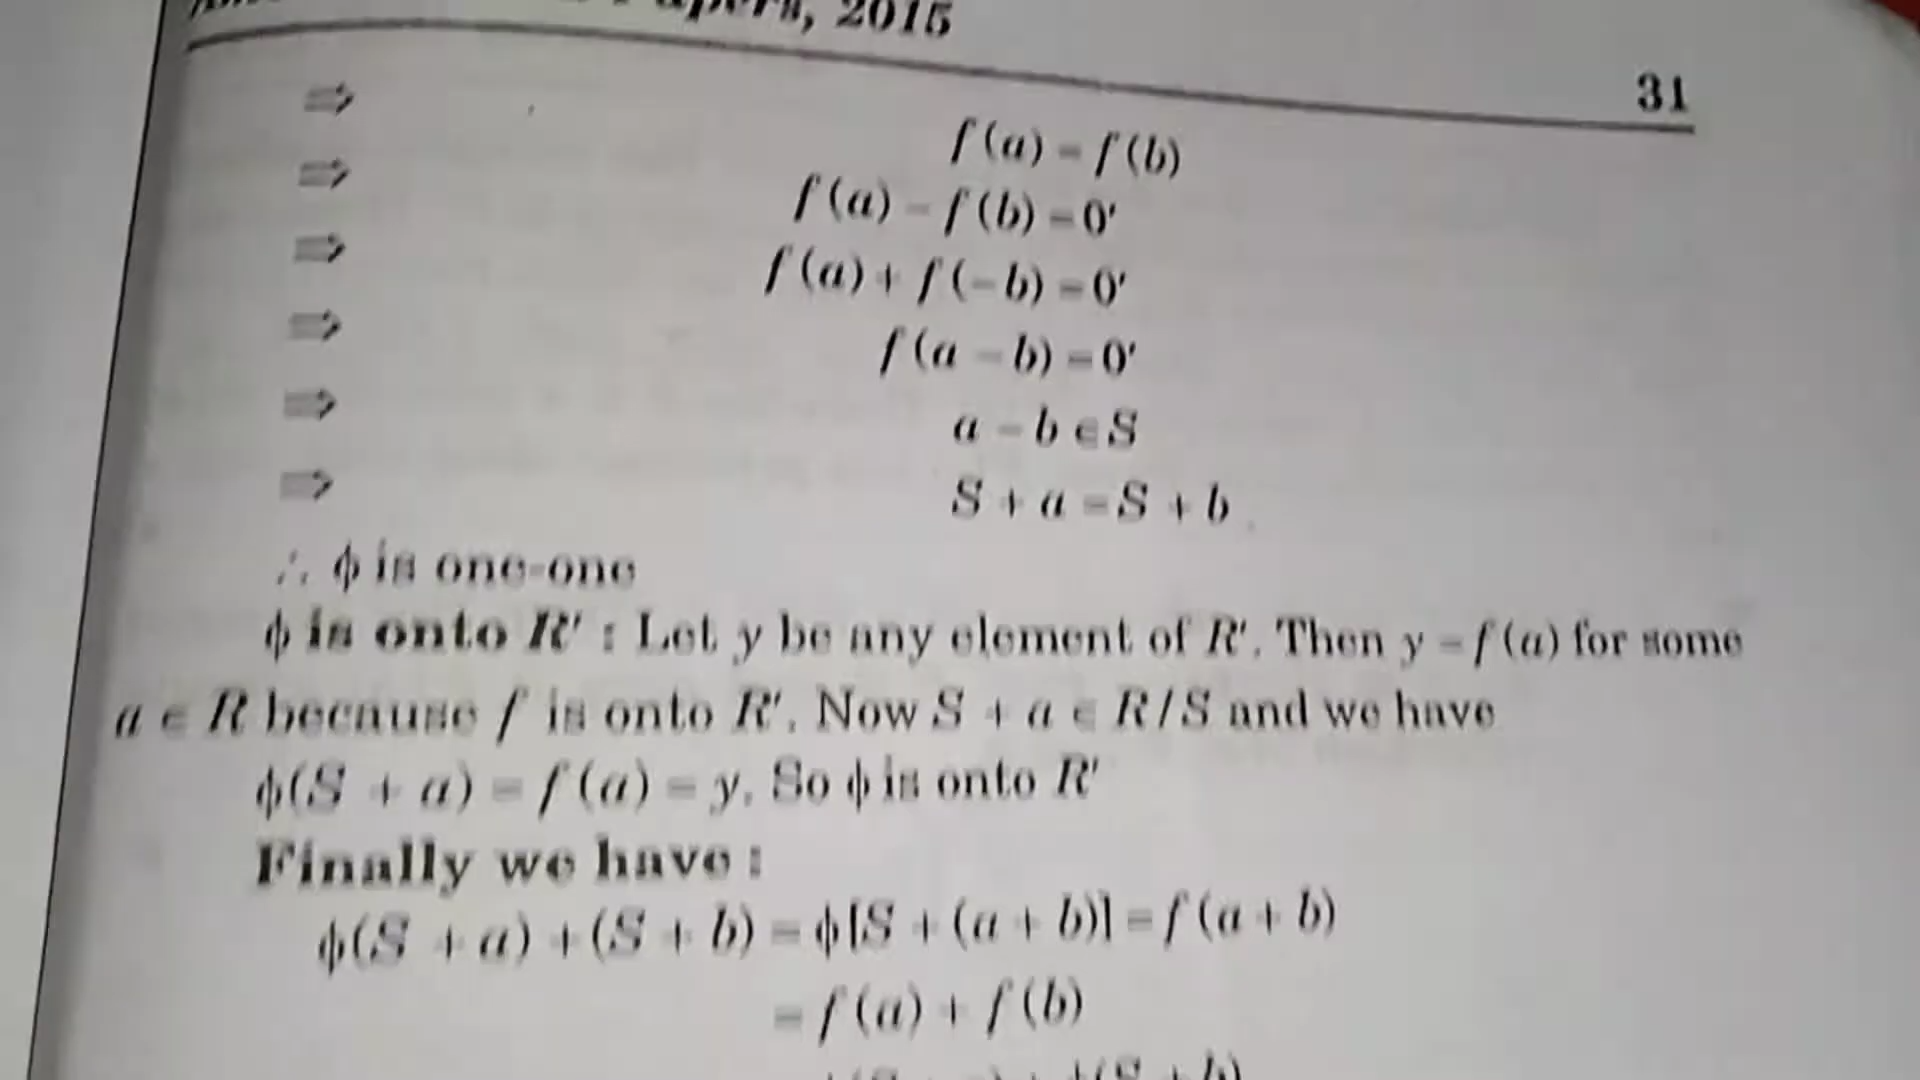 Papers, 2015
31
⇒ f(a) = f(b)
⇒ f(a) – f(b) = 0'
⇒ f(a) + f(–b) = 0'
⇒ f(a – b) = 0'
⇒ a – b ∈ S
⇒ S + a = S + b
∴ ϕ is one-one
ϕ is onto R' : Let y be any element of R'. Then y = f(a) for some
a ∈ R because f is onto R'. Now S + a ∈ R/S and we have
ϕ(S + a) = f(a) = y. So ϕ is onto R'
Finally we have :
ϕ(S + a) + (S + b) = ϕ[S + (a + b)] = f(a + b)
= f(a) + f(b)